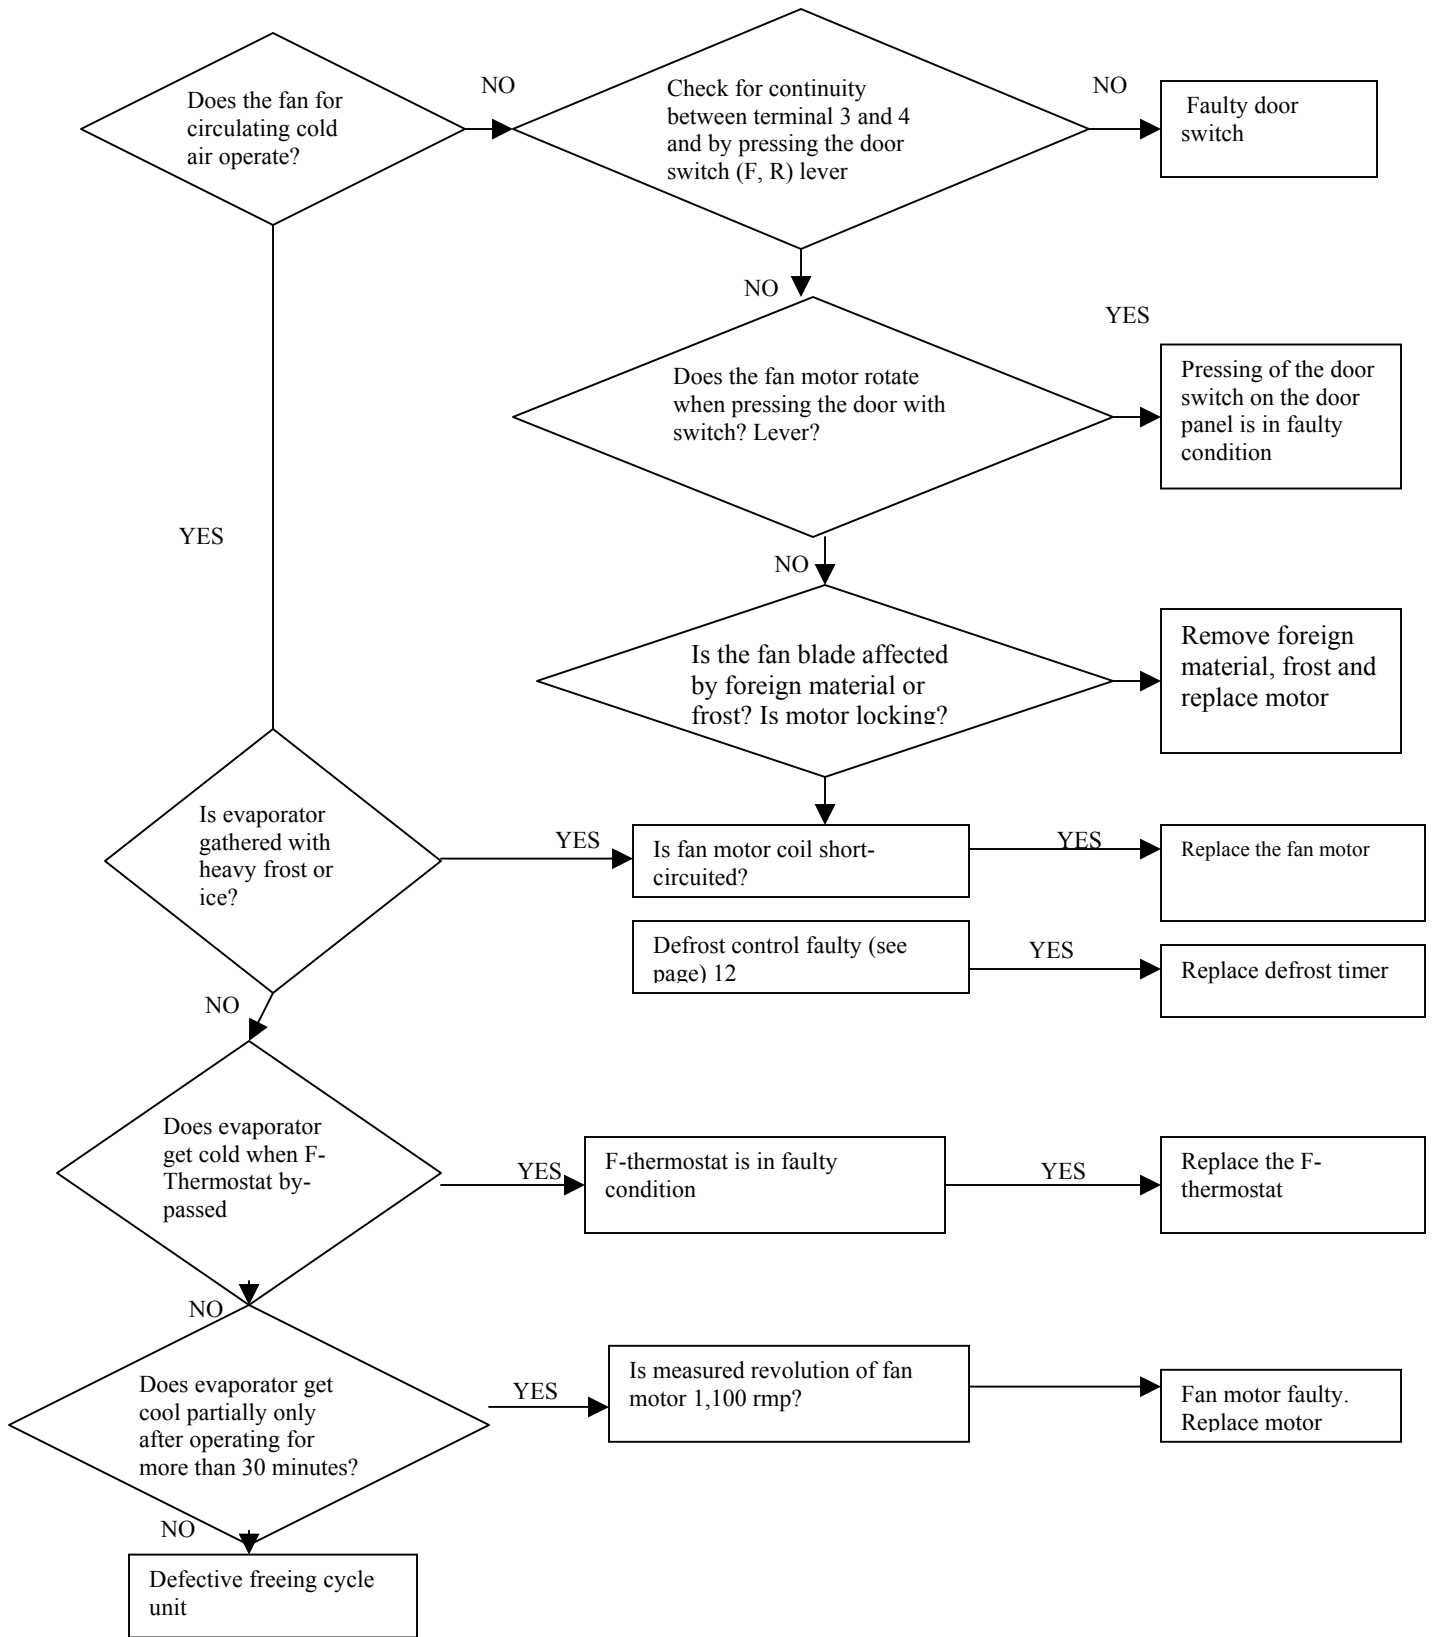 Does the fan for
circulating cold
air operate?
NO
Check for continuity
between terminal 3 and 4
and by pressing the door
switch (F, R) lever
NO
Faulty door
switch
NO
YES
Does the fan motor rotate
when pressing the door with
switch? Lever?
Pressing of the door
switch on the door
panel is in faulty
condition
YES
NO
Is the fan blade affected
by foreign material or
frost? Is motor locking?
Remove foreign
material, frost and
replace motor
Is evaporator
gathered with
heavy frost or
ice?
YES
Is fan motor coil short-
circuited?
YES
Replace the fan motor
Defrost control faulty (see
page) 12
YES
Replace defrost timer
NO
Does evaporator
get cold when F-
Thermostat by-
passed
YES
F-thermostat is in faulty
condition
YES
Replace the F-
thermostat
NO
Does evaporator get
cool partially only
after operating for
more than 30 minutes?
YES
Is measured revolution of fan
motor 1,100 rmp?
Fan motor faulty.
Replace motor
NO
Defective freeing cycle
unit